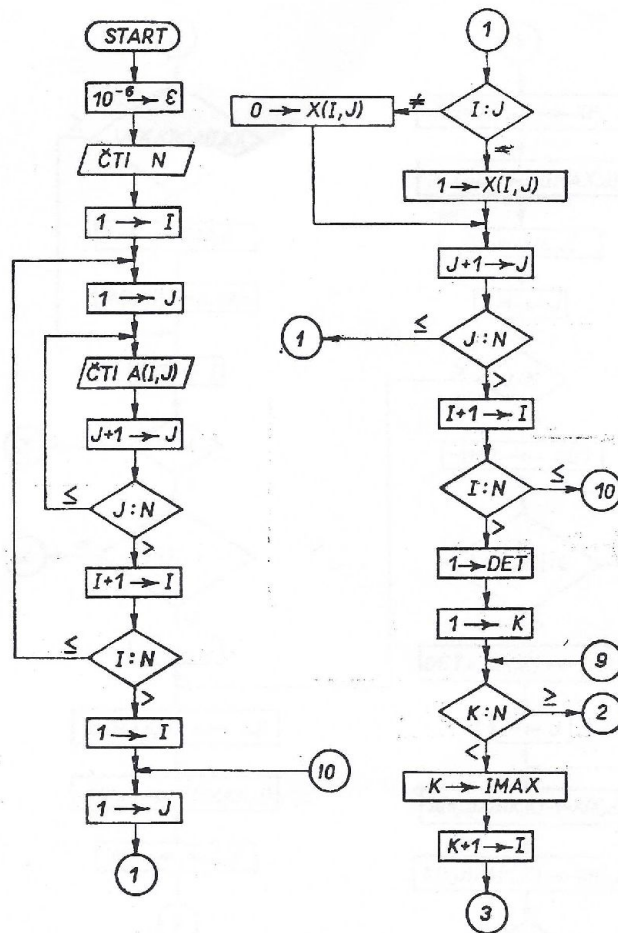 START
10⁻⁶ → ε
ČTI N
1 → I
1 → J
ČTI A(I,J)
J+1 → J
≤
J:N
>
I+1 → I
≤
I:N
>
1 → I
10
1 → J
1
1
0 → X(I,J)
≠
I:J
=
1 → X(I,J)
J+1 → J
1
≤
J:N
>
I+1 → I
I:N
≤
10
>
1 → DET
1 → K
9
K:N
≥
2
<
K → IMAX
K+1 → I
3